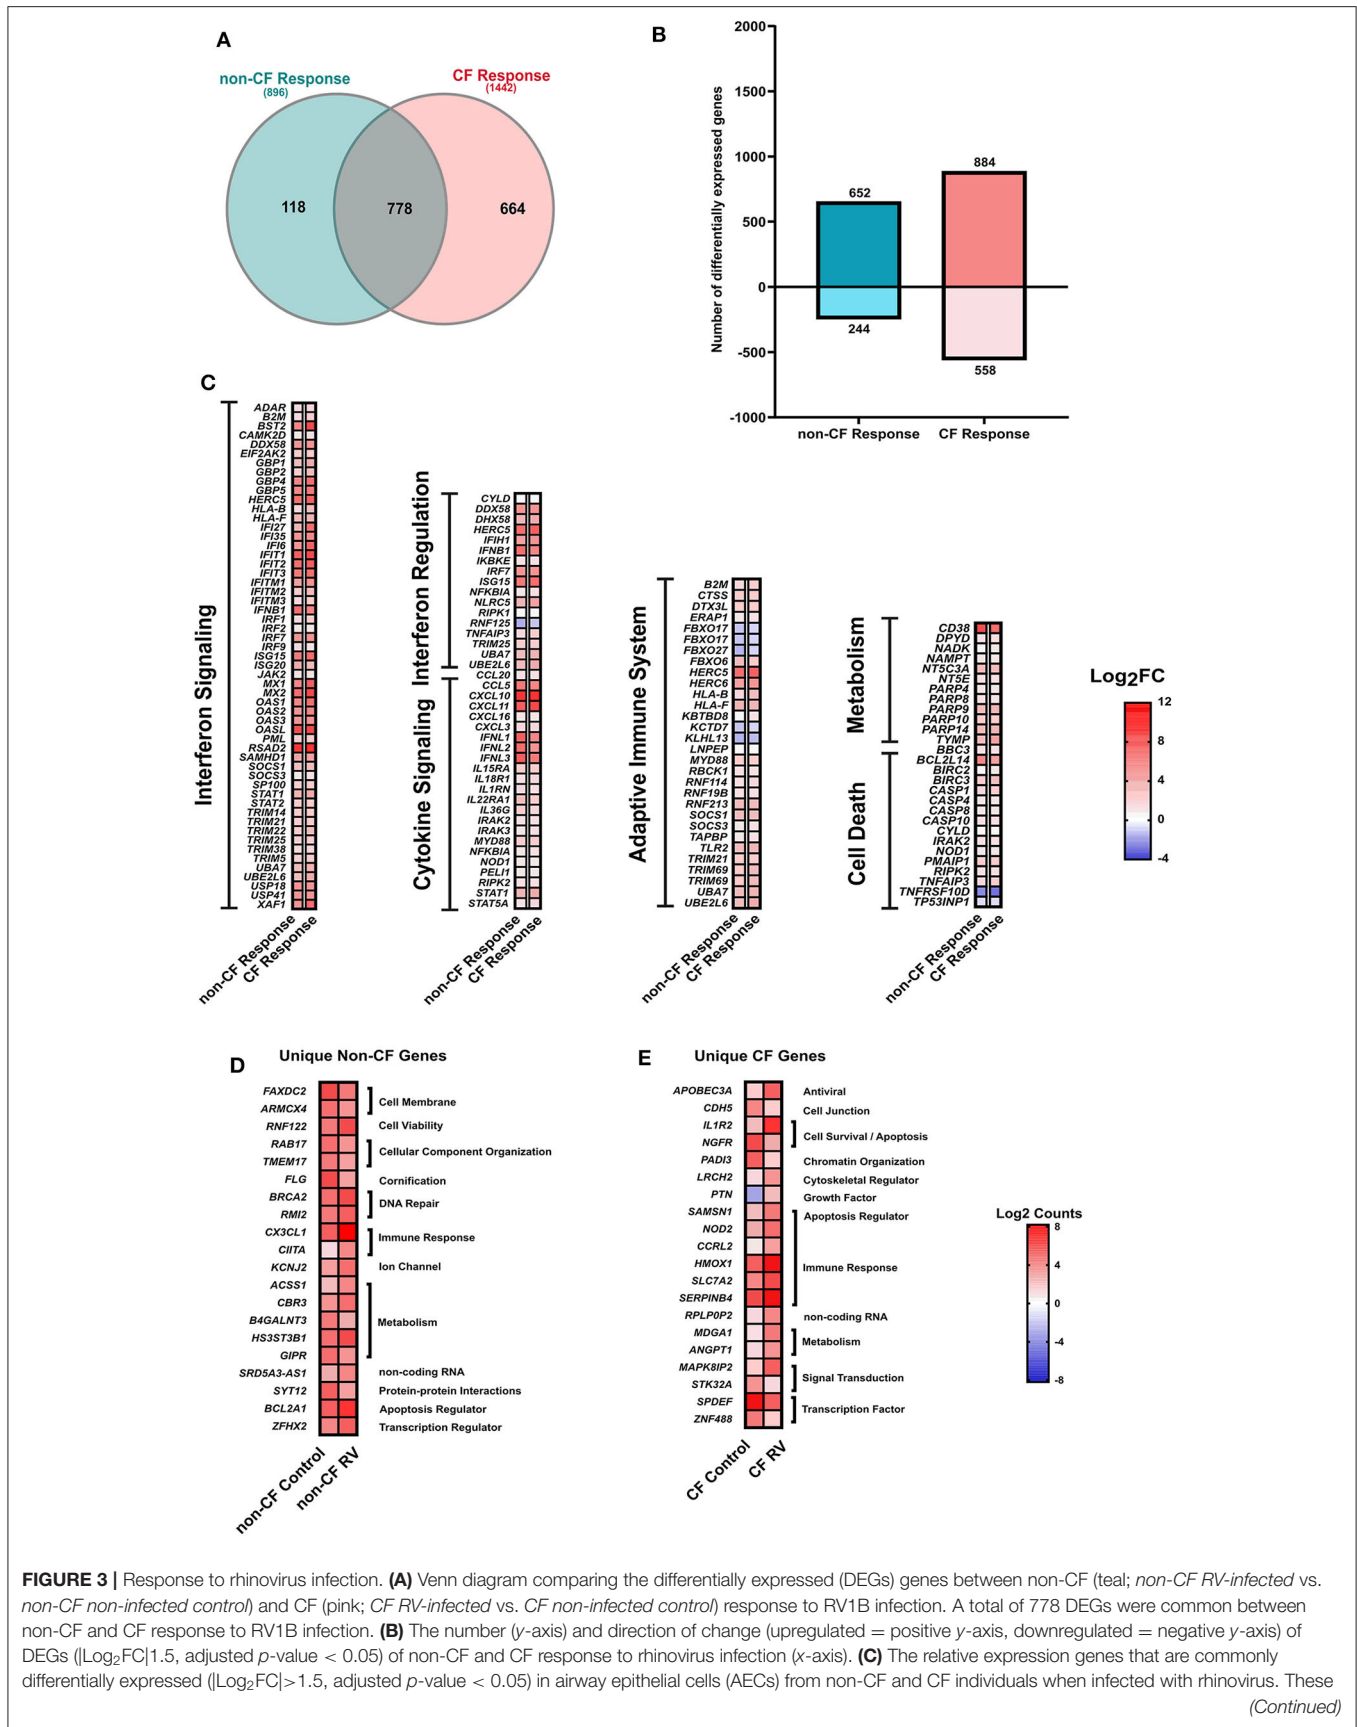 A
non-CF Response
(896)
CF Response
(1442)
118
778
664
B
Number of differentially expressed genes
2000
1500
1000
500
0
-500
-1000
652
244
884
558
non-CF Response
CF Response
C
Interferon Signaling
ADAR
B2M
BST2
CAMK2D
DDX58
EIF2AK2
GBP1
GBP2
GBP4
GBP5
HERC5
HLA-B
HLA-F
IFI27
IFI35
IFI6
IFIT1
IFIT2
IFIT3
IFITM1
IFITM2
IFITM3
IFNB1
IRF1
IRF2
IRF7
IRF9
ISG15
ISG20
JAK2
MX1
MX2
OAS1
OAS2
OAS3
OASL
PML
RSAD2
SAMHD1
SOCS1
SOCS3
SP100
STAT1
STAT2
TRIM14
TRIM21
TRIM22
TRIM25
TRIM38
TRIM5
UBA7
UBE2L6
USP18
USP41
XAF1
non-CF Response
CF Response
Interferon Regulation
CYLD
DDX58
DHX58
HERC5
IFIH1
IFNB1
IKBKE
IRF7
ISG15
NFKBIA
NLRC5
RIPK1
RNF125
TNFAIP3
TRIM25
UBA7
UBE2L6
Cytokine Signaling
CCL20
CCL5
CXCL10
CXCL11
CXCL16
CXCL3
IFNL1
IFNL2
IFNL3
IL15RA
IL18R1
IL1RN
IL22RA1
IL36G
IRAK2
IRAK3
MYD88
NFKBIA
NOD1
PELI1
RIPK2
STAT1
STAT5A
non-CF Response
CF Response
Adaptive Immune System
B2M
CTSS
DTX3L
ERAP1
FBXO17
FBXO17
FBXO27
FBXO6
HERC5
HERC6
HLA-B
HLA-F
KBTBD8
KCTD7
KLHL13
LNPEP
MYD88
RBCK1
RNF114
RNF19B
RNF213
SOCS1
SOCS3
TAPBP
TLR2
TRIM21
TRIM69
TRIM69
UBA7
UBE2L6
non-CF Response
CF Response
Metabolism
CD38
DPYD
NADK
NAMPT
NT5C3A
NT5E
PARP4
PARP8
PARP9
PARP10
PARP14
TYMP
Cell Death
BBC3
BCL2L14
BIRC2
BIRC3
CASP1
CASP4
CASP8
CASP10
CYLD
IRAK2
NOD1
PMAIP1
RIPK2
TNFAIP3
TNFRSF10D
TP53INP1
non-CF Response
CF Response
Log2FC
12
8
4
0
-4
D
Unique Non-CF Genes
FAXDC2
ARMCX4
Cell Membrane
RNF122
Cell Viability
RAB17
TMEM17
Cellular Component Organization
FLG
Cornification
BRCA2
RMI2
DNA Repair
CX3CL1
CIITA
Immune Response
KCNJ2
Ion Channel
ACSS1
CBR3
B4GALNT3
HS3ST3B1
GIPR
Metabolism
SRD5A3-AS1
non-coding RNA
SYT12
Protein-protein Interactions
BCL2A1
Apoptosis Regulator
ZFHX2
Transcription Regulator
non-CF Control
non-CF RV
E
Unique CF Genes
APOBEC3A
Antiviral
CDH5
Cell Junction
IL1R2
NGFR
Cell Survival / Apoptosis
PADI3
Chromatin Organization
LRCH2
Cytoskeletal Regulator
PTN
Growth Factor
SAMSN1
Apoptosis Regulator
NOD2
CCRL2
HMOX1
SLC7A2
SERPINB4
Immune Response
RPLP0P2
non-coding RNA
MDGA1
ANGPT1
Metabolism
MAPK8IP2
STK32A
Signal Transduction
SPDEF
ZNF488
Transcription Factor
CF Control
CF RV
Log2 Counts
8
4
0
-4
-8
FIGURE 3 | Response to rhinovirus infection. (A) Venn diagram comparing the differentially expressed (DEGs) genes between non-CF (teal; non-CF RV-infected vs.
non-CF non-infected control) and CF (pink; CF RV-infected vs. CF non-infected control) response to RV1B infection. A total of 778 DEGs were common between
non-CF and CF response to RV1B infection. (B) The number (y-axis) and direction of change (upregulated = positive y-axis, downregulated = negative y-axis) of
DEGs (|Log2FC|1.5, adjusted p-value < 0.05) of non-CF and CF response to rhinovirus infection (x-axis). (C) The relative expression genes that are commonly
differentially expressed (|Log2FC|>1.5, adjusted p-value < 0.05) in airway epithelial cells (AECs) from non-CF and CF individuals when infected with rhinovirus. These
(Continued)